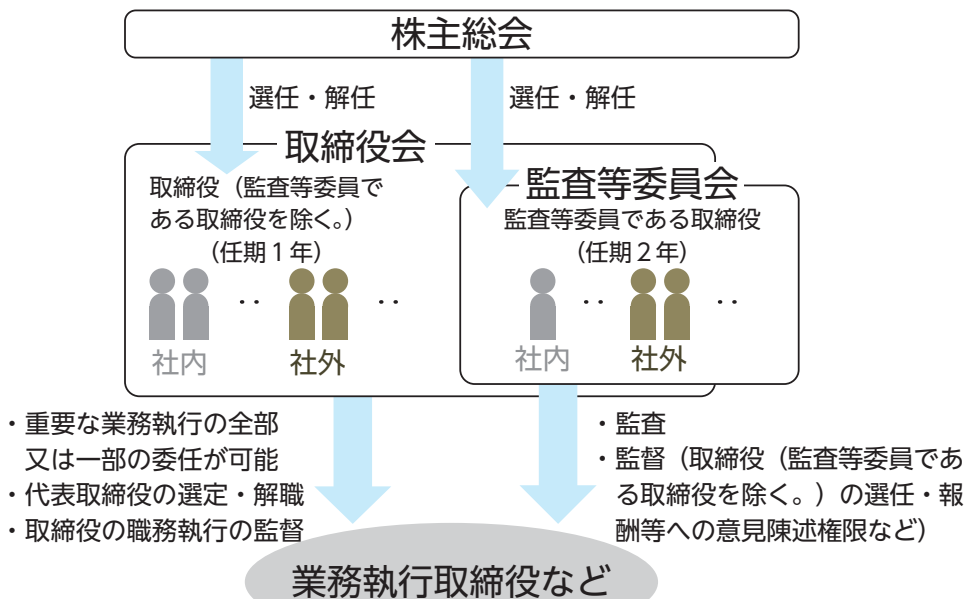 株主総会
選任・解任
選任・解任
取締役会
取締役（監査等委員で
ある取締役を除く。）
（任期１年）
‥
‥
社内
社外
監査等委員会
監査等委員である取締役
（任期２年）
‥
‥
社内
社外
・重要な業務執行の全部
又は一部の委任が可能
・代表取締役の選定・解職
・取締役の職務執行の監督
・監査
・監督（取締役（監査等委員であ
る取締役を除く。）の選任・報
酬等への意見陳述権限など）
業務執行取締役など